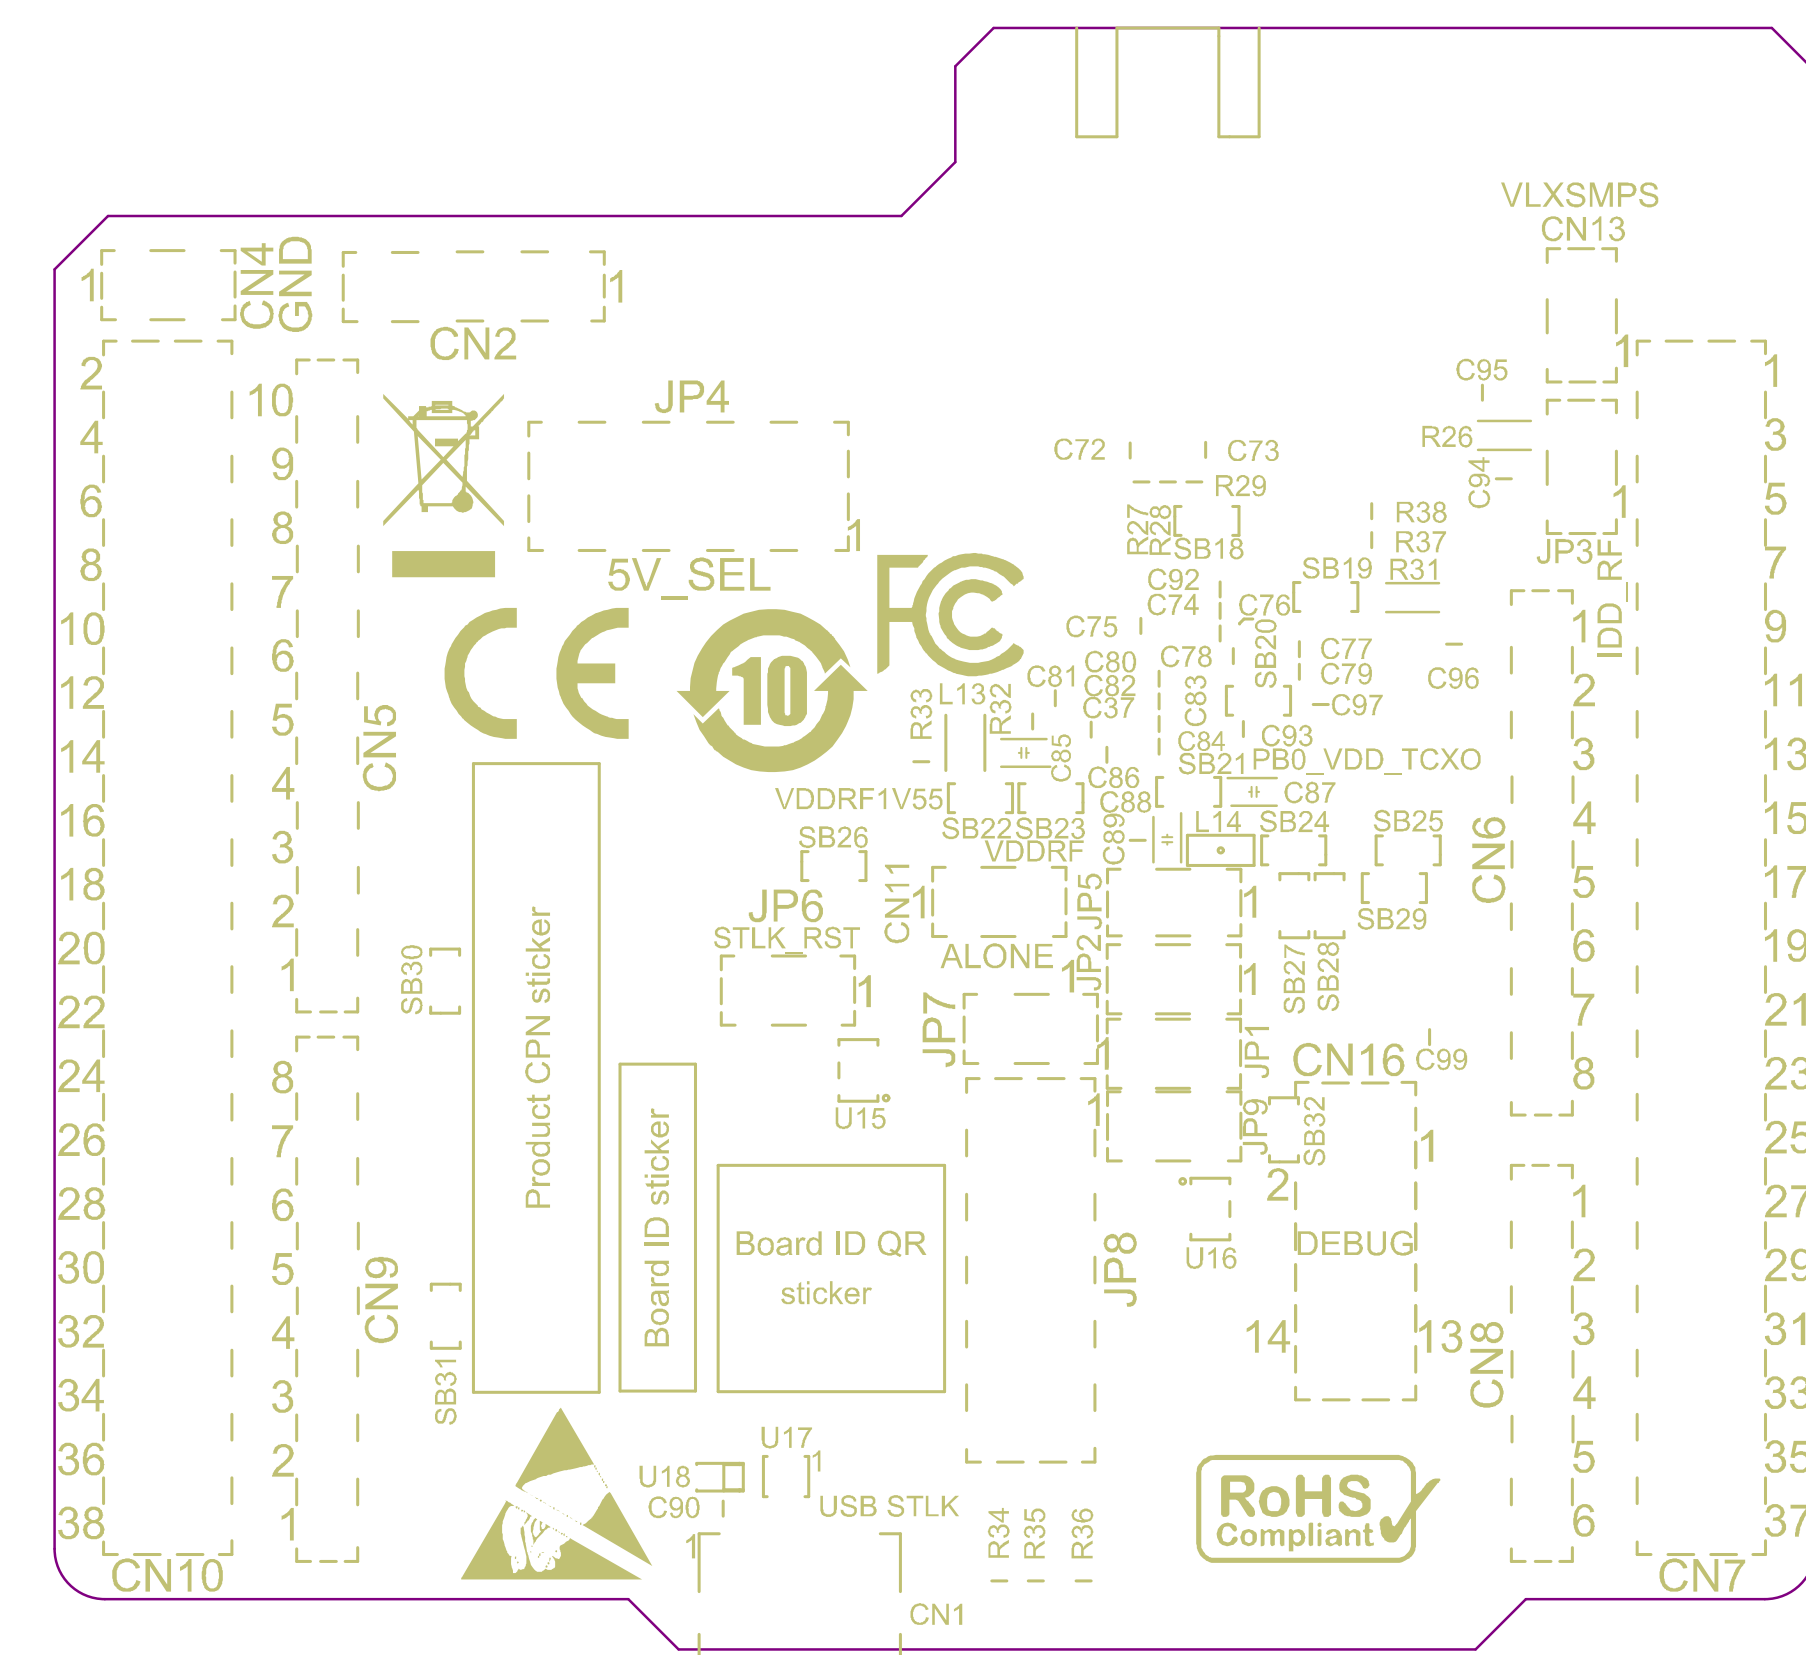 VLXSMPS
CN13
1
CN4
GND
1
CN2
1
2
4
6
8
10
12
14
16
18
20
22
24
26
28
30
32
34
36
38
CN10
10
9
8
7
6
5
4
3
2
1
CN5
8
7
6
5
4
3
2
1
CN9
JP4
1
5V_SEL
FC
CE
10
C72
C73
R29
R27
R28
SB18
C95
R26
C94
1
1
JP3
IDD_RF
R38
R37
SB19
R31
C92
C74
C75
C76
SB20
C77
C79
C96
C78
C80
C81
C82
C37
C83
C97
R33
L13
R32
C85
C84
C93
SB21
PB0_VDD_TCXO
C86
C88
C87
VDDRF1V55
SB22
SB23
VDDRF
C89
L14
SB24
SB25
SB26
CN11
1
ALONE
JP5
1
JP2
1
JP6
STLK_RST
1
SB29
SB27
SB28
SB30
Product CPN sticker
JP7
1
1
JP1
1
JP9
SB32
CN16
C99
1
2
DEBUG
14
13
U15
U16
JP8
Board ID sticker
Board ID QR
sticker
SB31
U17
1
U18
C90
USB STLK
1
CN1
R34
R35
R36
RoHS
Compliant
1
2
3
4
5
6
7
8
CN6
1
2
3
4
5
6
CN8
1
3
5
7
9
11
13
15
17
19
21
23
25
27
29
31
33
35
37
CN7